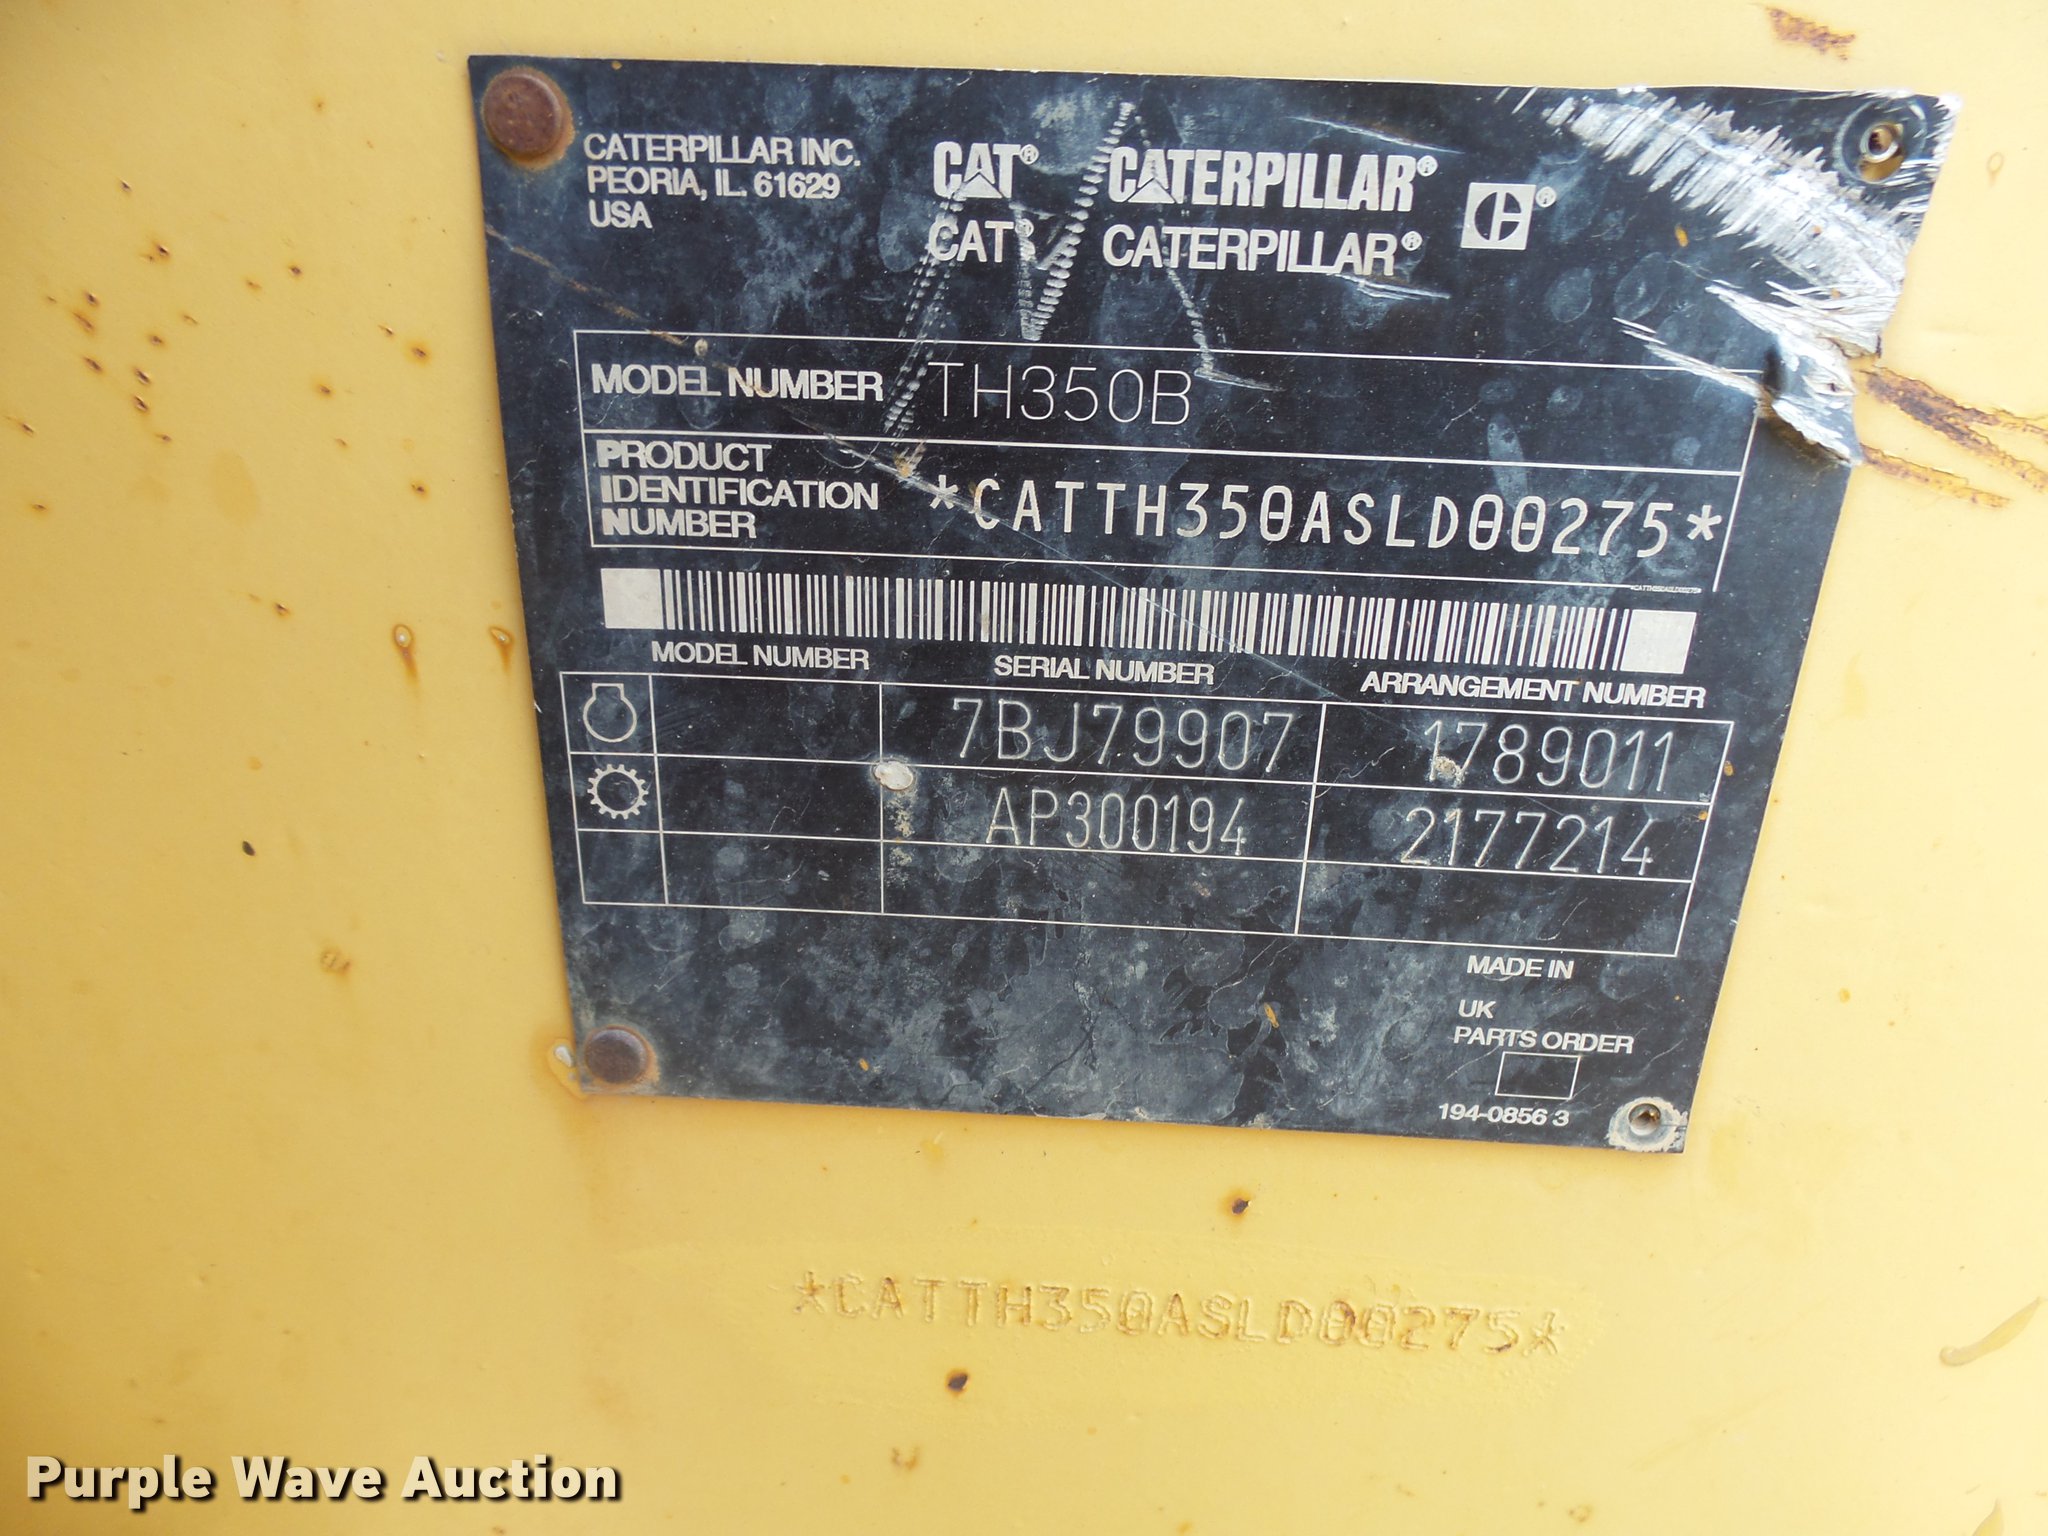 CATERPILLAR INC.
PEORIA, IL. 61629
USA
CAT® CATERPILLAR® ®
CAT® CATERPILLAR®
MODEL NUMBER TH350B
PRODUCT
IDENTIFICATION
NUMBER
*CATTH350ASLD00275*
*CATTH350ASLD00275*
MODEL NUMBER SERIAL NUMBER ARRANGEMENT NUMBER
7BJ79907 1789011
AP300194 2177214
MADE IN
UK
PARTS ORDER
194-0856 3
*CATTH350ASLD00275*
Purple Wave Auction